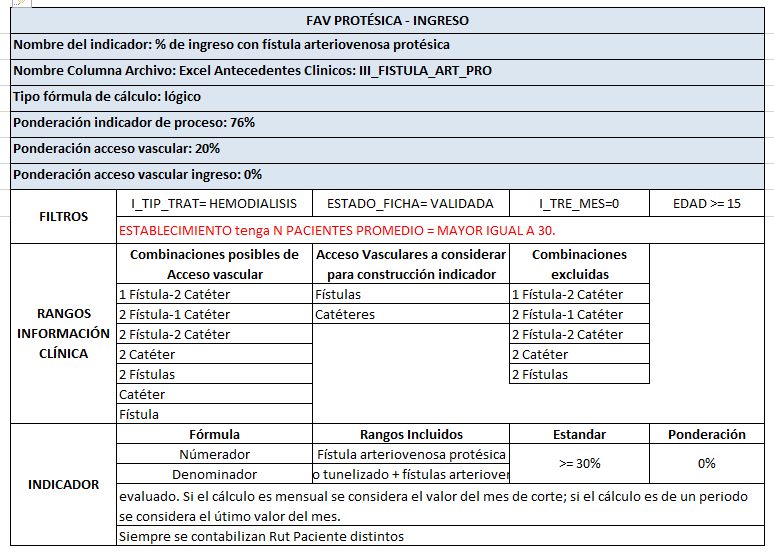 FAV PROTÉSICA - INGRESO
Nombre del indicador: % de ingreso con fístula arteriovenosa protésica
Nombre Columna Archivo: Excel Antecedentes Clinicos: III_FISTULA_ART_PRO
Tipo fórmula de cálculo: lógico
Ponderación indicador de proceso: 76%
Ponderación acceso vascular: 20%
Ponderación acceso vascular ingreso: 0%
FILTROS
I_TIP_TRAT= HEMODIALISIS
ESTADO_FICHA= VALIDADA
I_TRE_MES=0
EDAD >= 15
ESTABLECIMIENTO tenga N PACIENTES PROMEDIO = MAYOR IGUAL A 30.
RANGOS
INFORMACIÓN
CLÍNICA
Combinaciones posibles de
Acceso vascular
Acceso Vasculares a considerar
para construcción indicador
Combinaciones
excluidas
1 Fístula-2 Catéter
Fístulas
1 Fístula-2 Catéter
2 Fístula-1 Catéter
Catéteres
2 Fístula-1 Catéter
2 Fístula-2 Catéter
2 Fístula-2 Catéter
2 Catéter
2 Catéter
2 Fístulas
2 Fístulas
Catéter
Fístula
INDICADOR
Fórmula
Rangos Incluidos
Estandar
Ponderación
Númerador
Fístula arteriovenosa protésica
>= 30%
0%
Denominador
o tunelizado + fístulas arteriover
evaluado. Si el cálculo es mensual se considera el valor del mes de corte; si el cálculo es de un periodo
se considera el útimo valor del mes.
Siempre se contabilizan Rut Paciente distintos